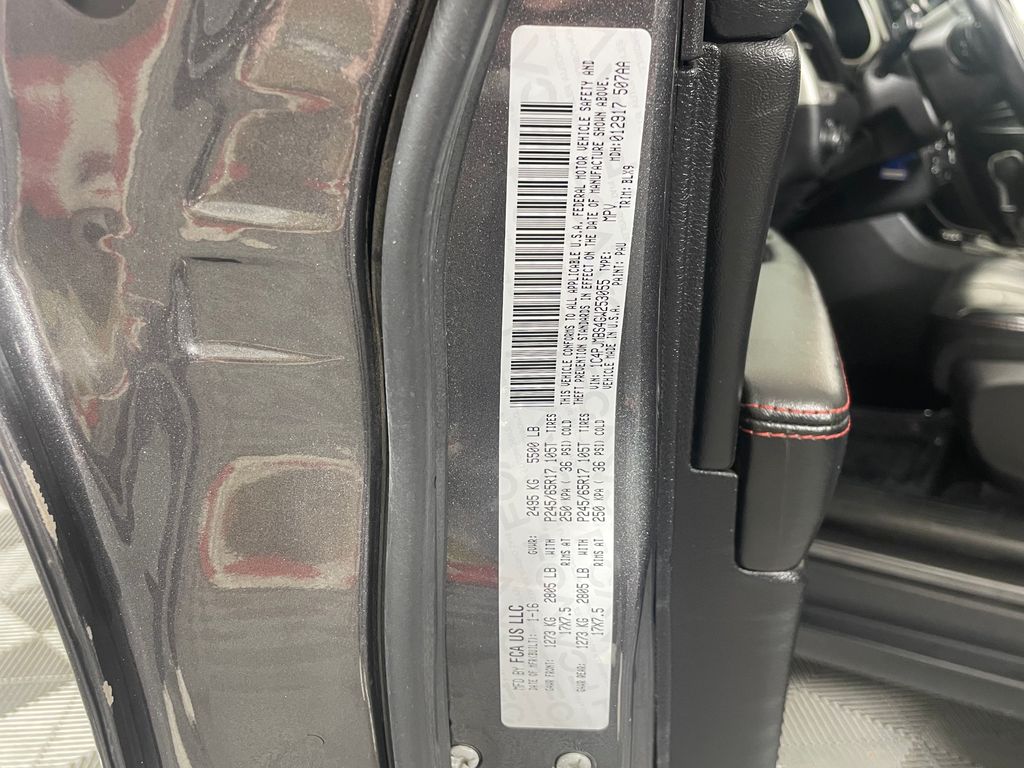 MFD BY FCA US LLC
DATE OF MFR(BUILT): 1-16 GVWR: 2495 KG 5500 LB
GAWR FRONT: 1273 KG 2805 LB WITH P245/65R17 105T TIRES
17X7.5 RIMS AT 250 KPA ( 36 PSI) COLD
GAWR REAR: 1273 KG 2805 LB WITH P245/65R17 105T TIRES
17X7.5 RIMS AT 250 KPA ( 36 PSI) COLD
THIS VEHICLE CONFORMS TO ALL APPLICABLE U.S.A. FEDERAL MOTOR VEHICLE SAFETY AND
THEFT PREVENTION STANDARDS IN EFFECT ON THE DATE OF MANUFACTURE SHOWN ABOVE.
VIN: 1C4PJMBS4GW253055 TYPE: MPV MDH:012917 507AA
VEHICLE MADE IN U.S.A. PAINT: PAU TRIM: BLX9